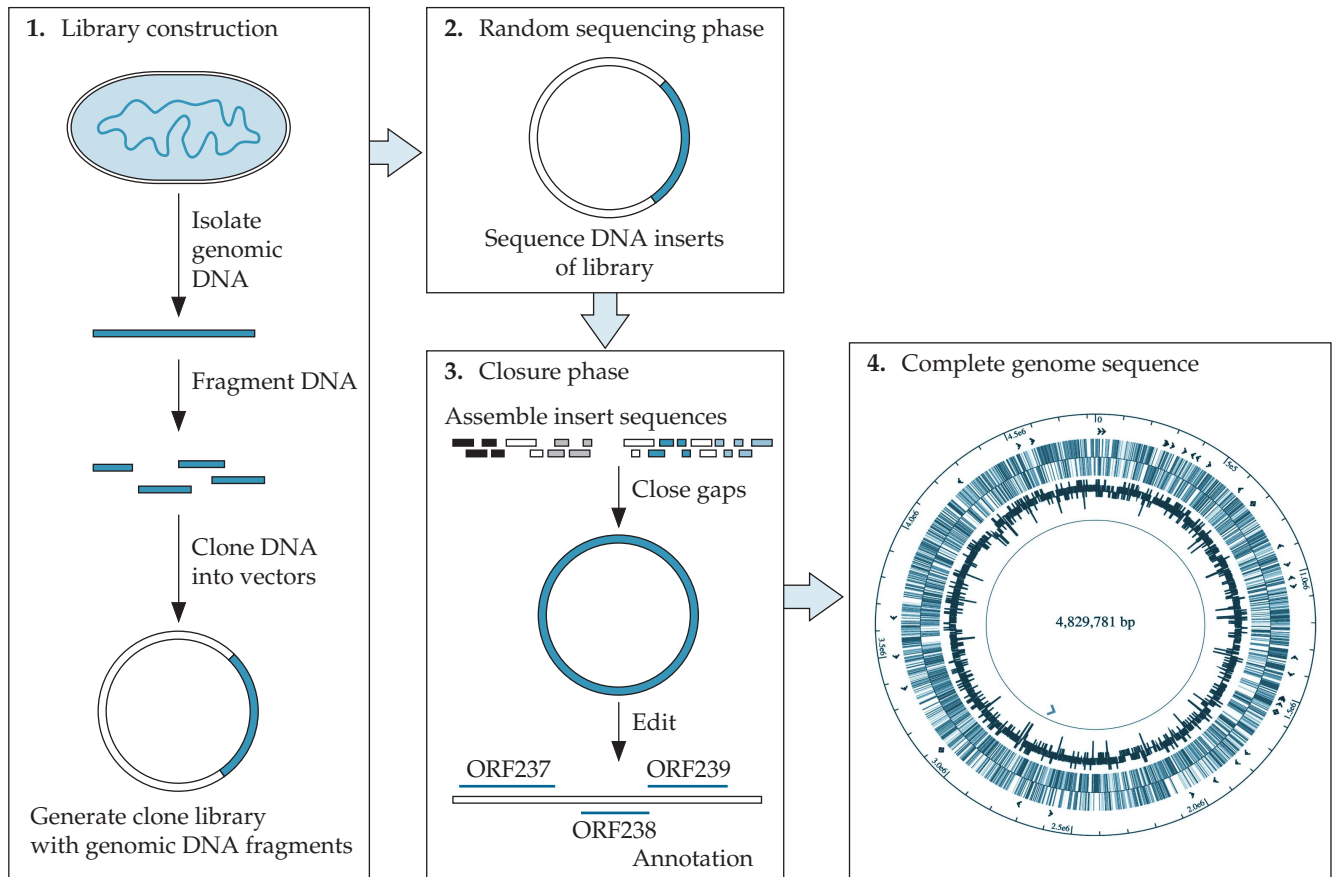 1. Library construction
Isolate
genomic
DNA
Fragment DNA
Clone DNA
into vectors
Generate clone library
with genomic DNA fragments
2. Random sequencing phase
Sequence DNA inserts
of library
3. Closure phase
Assemble insert sequences
Close gaps
Edit
ORF237
ORF239
ORF238
Annotation
4. Complete genome sequence
0
5e5
1.0e6
1.5e6
2.0e6
2.5e6
3.0e6
3.5e6
4.0e6
4.5e6
4,829,781 bp